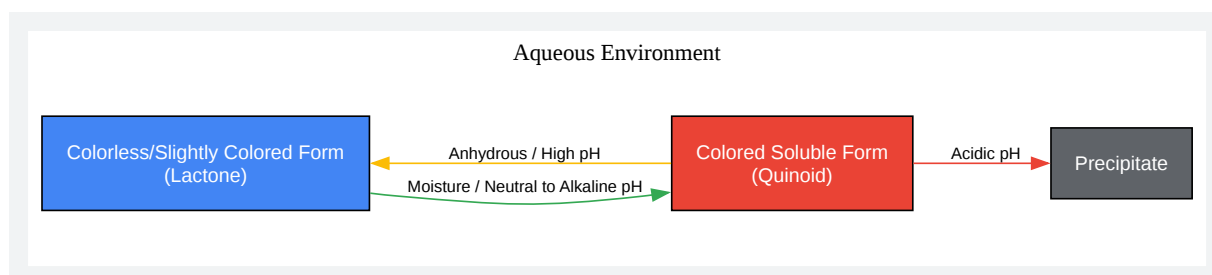 Aqueous Environment
Colorless/Slightly Colored Form
(Lactone)
Anhydrous / High pH
Moisture / Neutral to Alkaline pH
Colored Soluble Form
(Quinoid)
Acidic pH
Precipitate